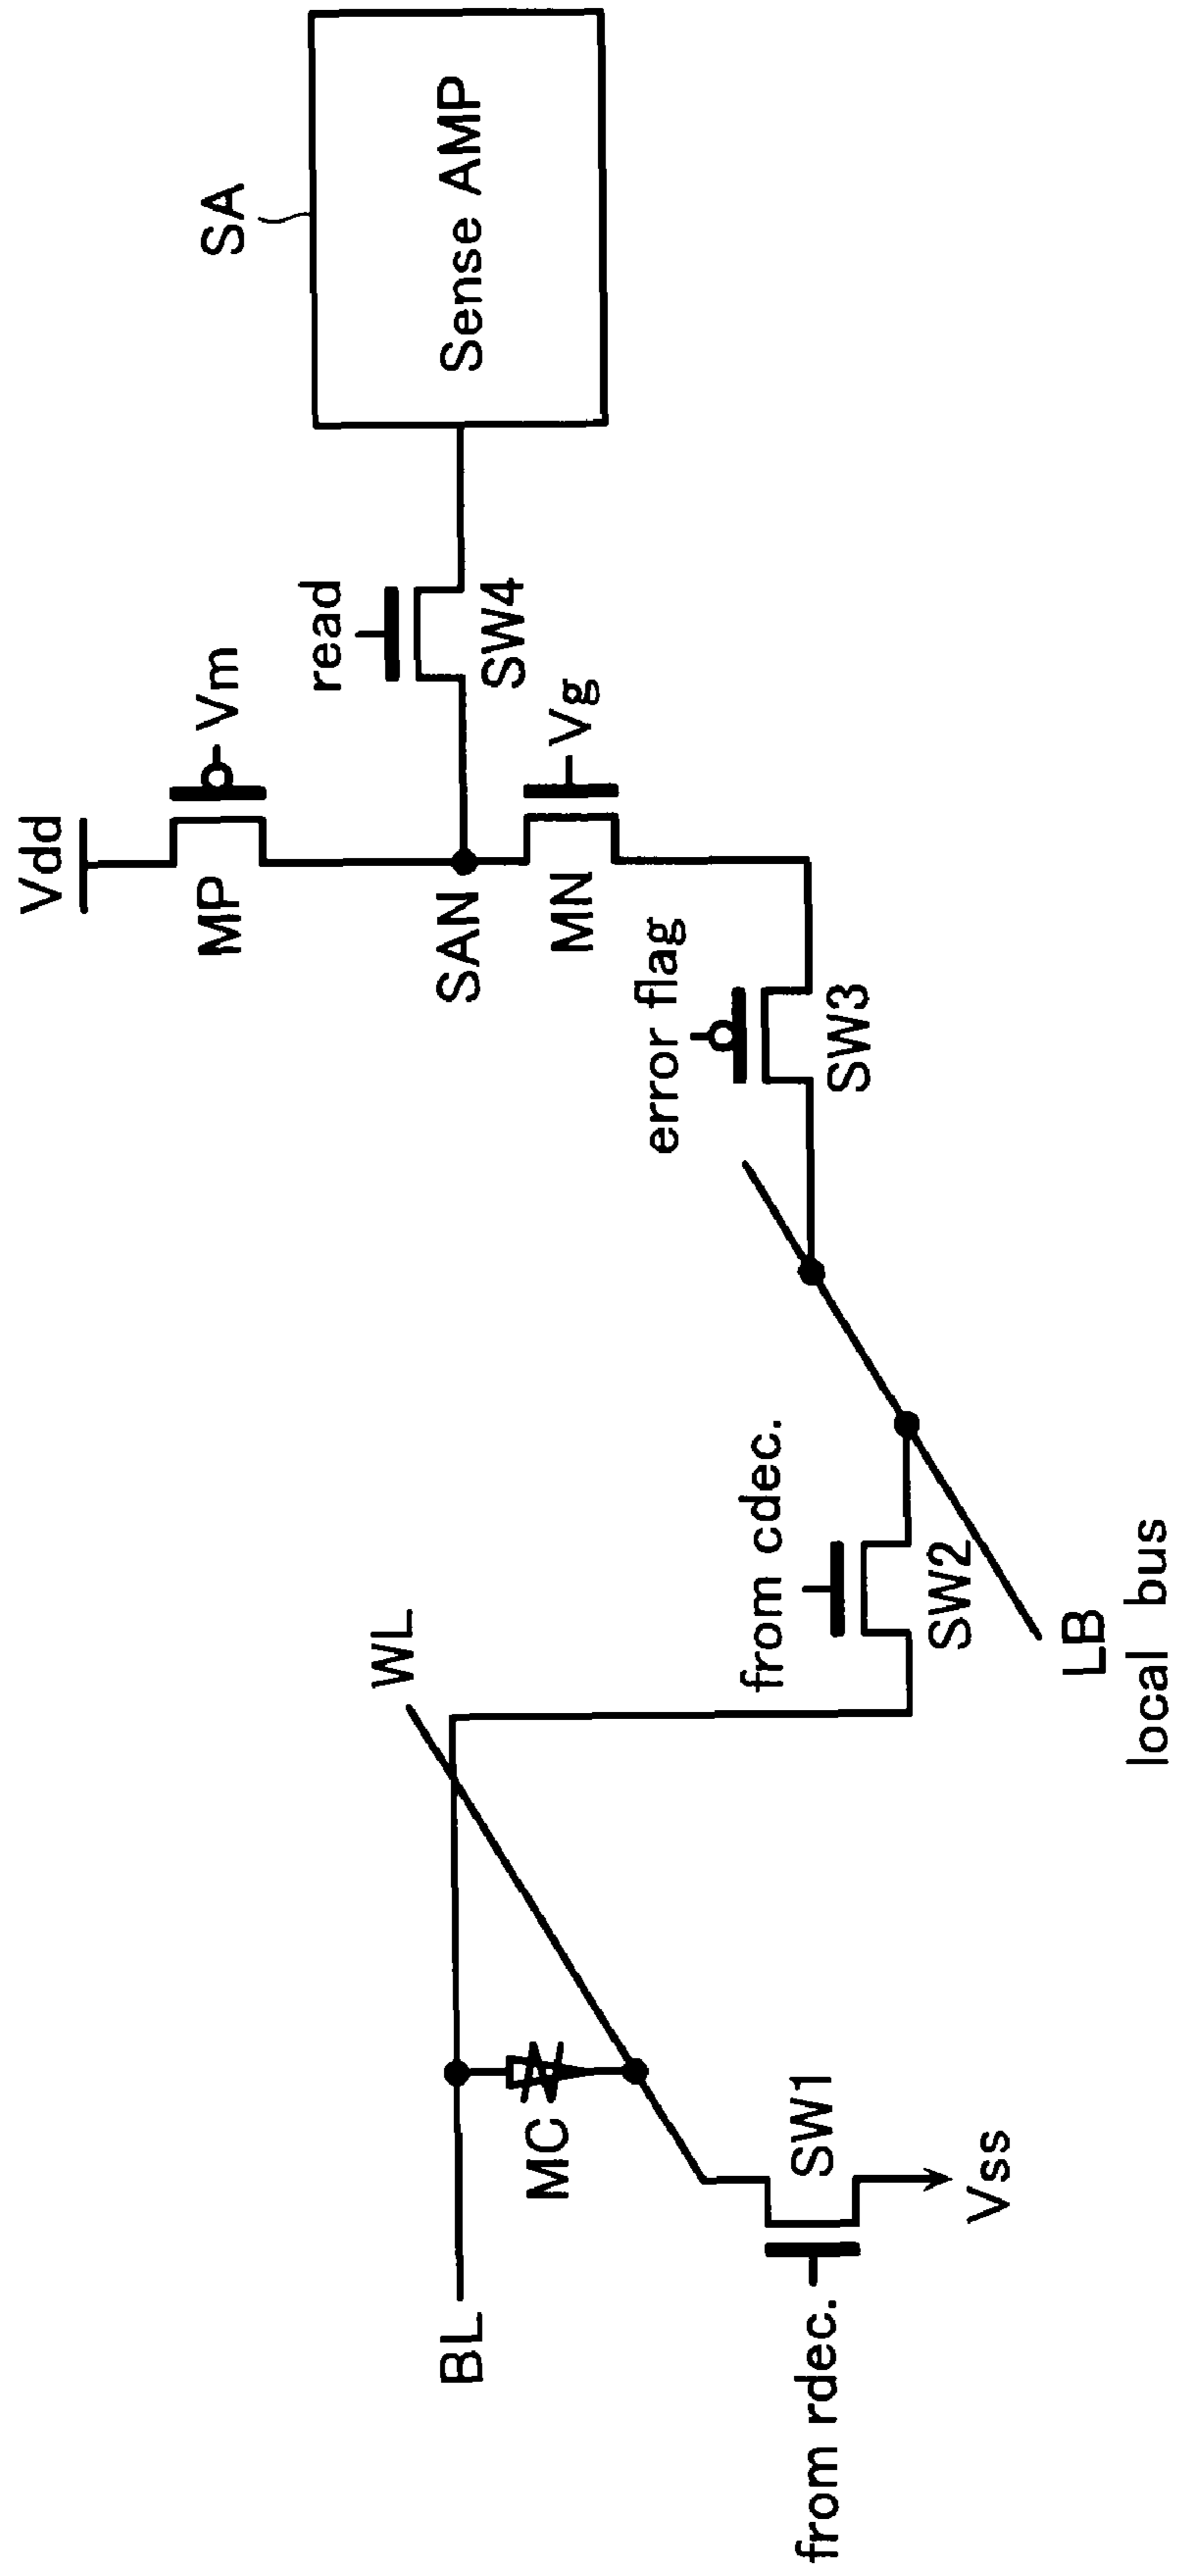 SA
Sense AMP
Vdd
Vm
MP
read
SW4
SAN
Vg
MN
error flag
SW3
WL
from cdec.
SW2
LB
local bus
BL
MC
SW1
from rdec.
Vss